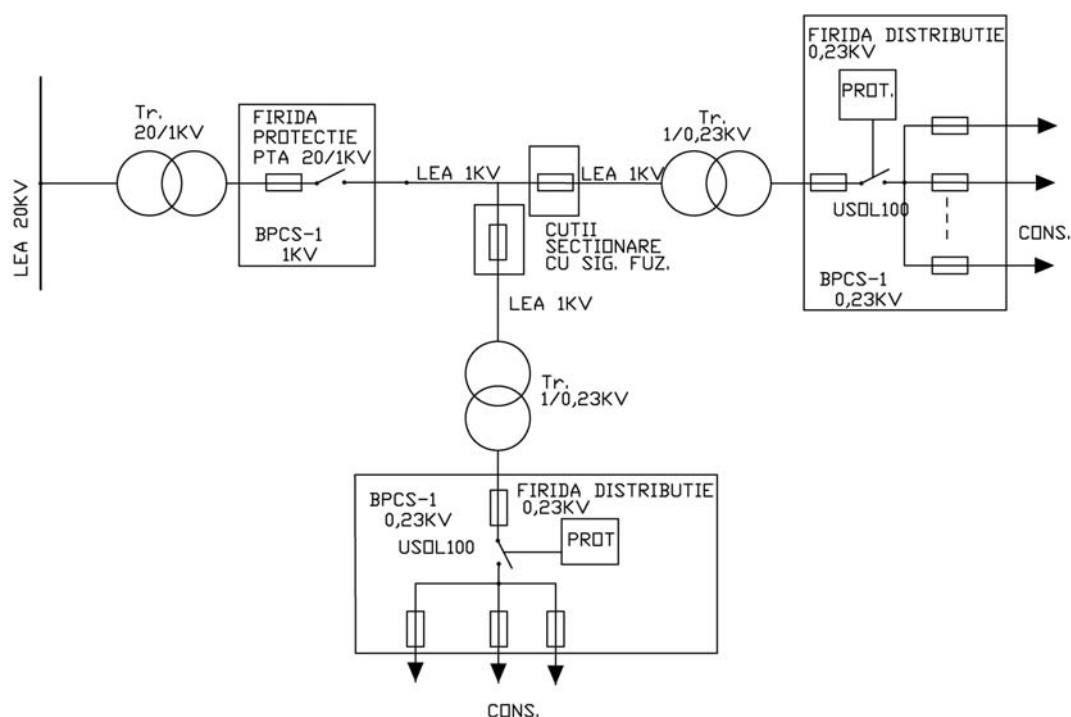 FIRIDA DISTRIBUTIE
0,23KV
PROT.
Tr.
20/1KV
FIRIDA
PROTECTIE
PTA 20/1KV
Tr.
1/0,23KV
LEA 1KV
LEA 1KV
LEA 20KV
USOL100
CONS.
BPCS-1
1KV
CUTII
SECTIONARE
CU SIG. FUZ.
BPCS-1
0,23KV
LEA 1KV
Tr.
1/0,23KV
BPCS-1
0,23KV
FIRIDA DISTRIBUTIE
0,23KV
USOL100
PROT
CONS.